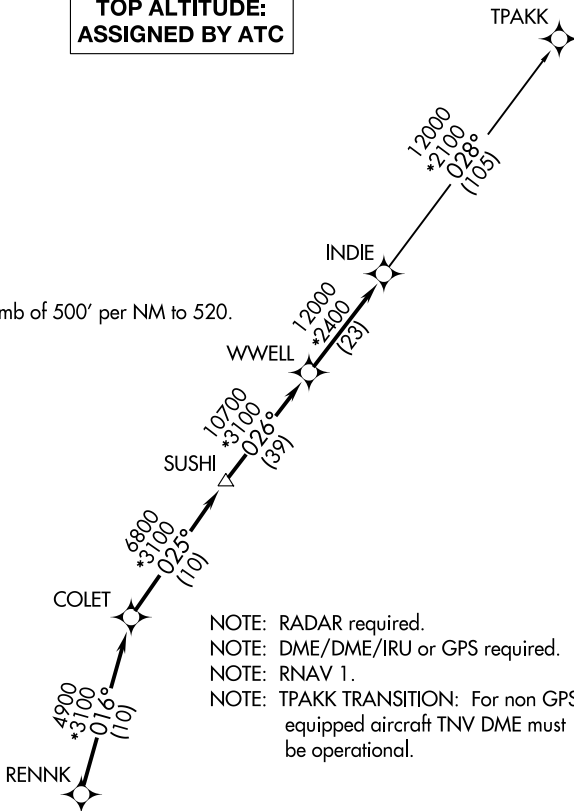 TOP ALTITUDE:
ASSIGNED BY ATC
TPAKK
12000
*2100
028°
(105)
INDIE
mb of 500' per NM to 520.
12000
*2400
(23)
WWELL
10700
*3100
026°
(39)
SUSHI
6800
*3100
025°
(10)
COLET
NOTE: RADAR required.
NOTE: DME/DME/IRU or GPS required.
NOTE: RNAV 1.
NOTE: TPAKK TRANSITION: For non GPS
equipped aircraft TNV DME must
be operational.
4900
*3100
016°
(10)
RENNK